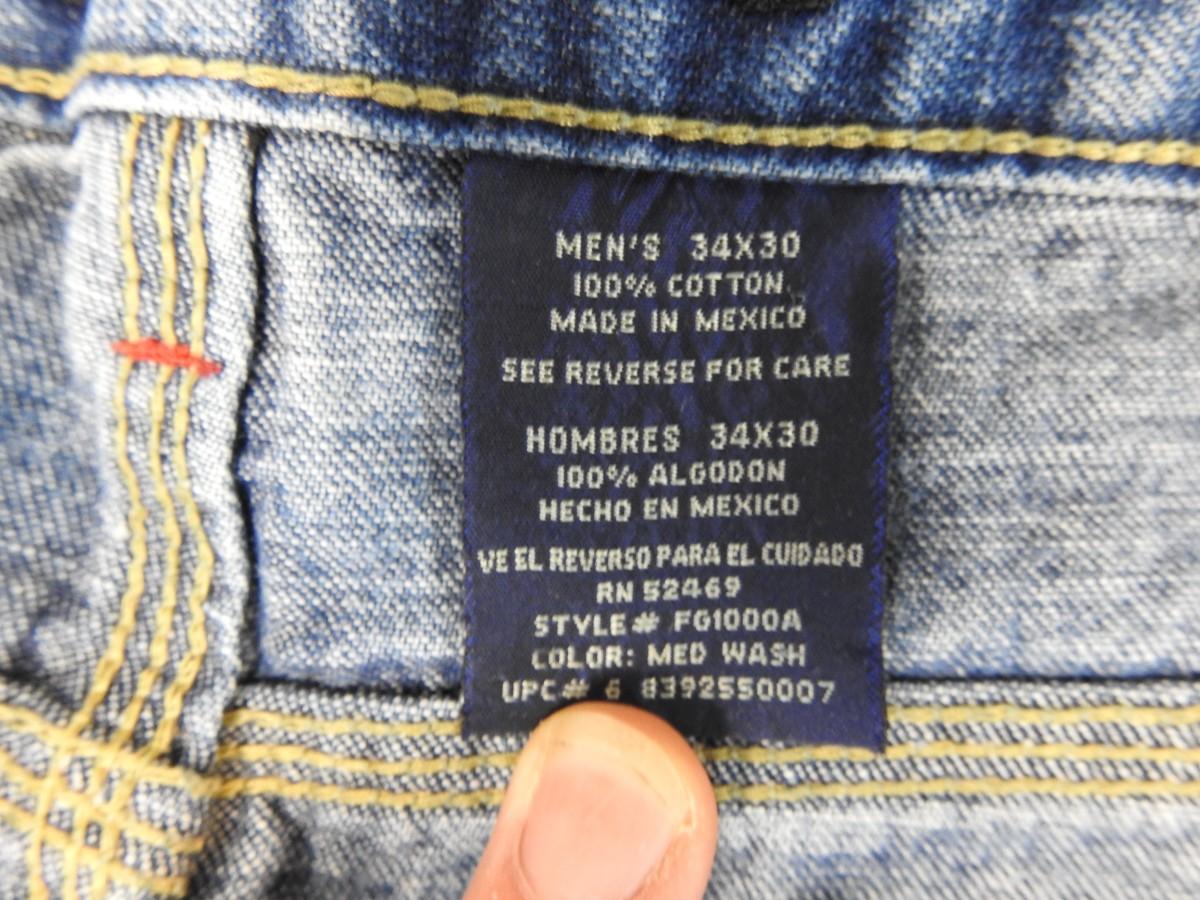 MEN'S 34X30
100% COTTON
MADE IN MEXICO
SEE REVERSE FOR CARE
HOMBRES 34X30
100% ALGODON
HECHO EN MEXICO
VE EL REVERSO PARA EL CUIDADO
RN 52469
STYLE# FG1000A
COLOR: MED WASH
UPC# 6 8392550007